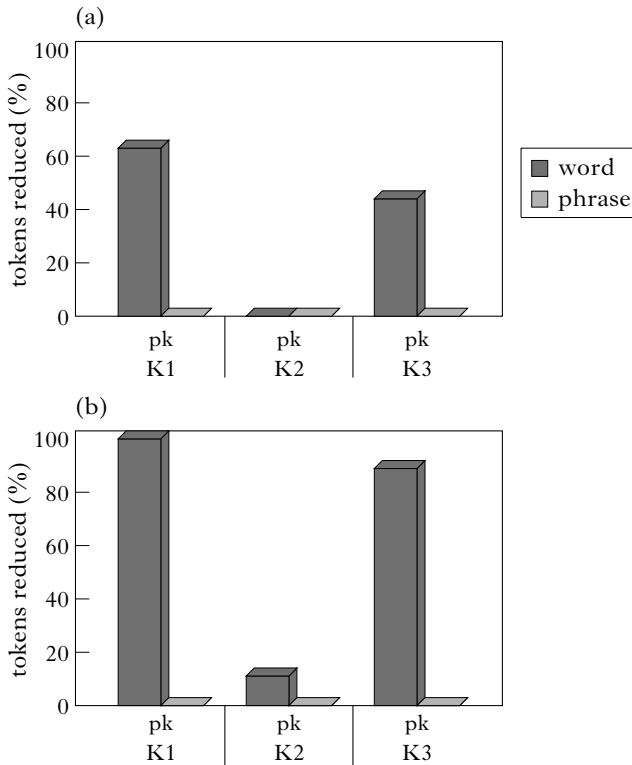 (a)
tokens reduced (%)
100
80
60
40
20
0
pk pk pk
K1 K2 K3
word
phrase
(b)
tokens reduced (%)
100
80
60
40
20
0
pk pk pk
K1 K2 K3